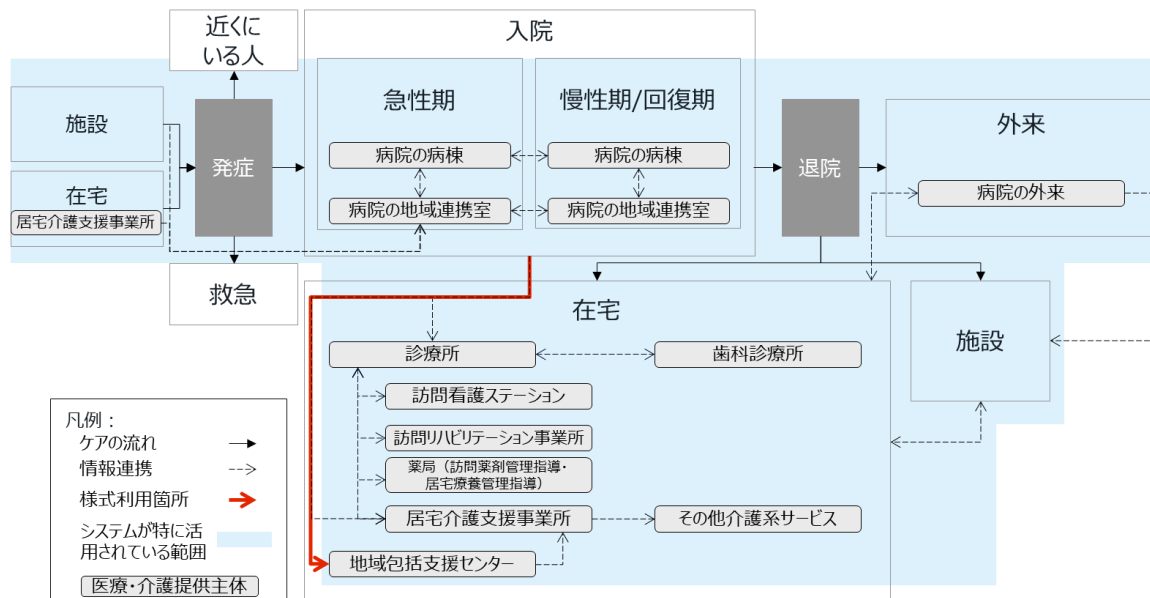 近くに
いる人
入院
急性期
慢性期/回復期
外来
施設
発症
退院
病院の病棟
病院の病棟
在宅
病院の外来
居宅介護支援事業所
病院の地域連携室
病院の地域連携室
救急
在宅
施設
診療所
歯科診療所
訪問看護ステーション
訪問リハビリテーション事業所
薬局（訪問薬剤管理指導・
居宅療養管理指導）
居宅介護支援事業所
その他介護系サービス
地域包括支援センター
凡例：
ケアの流れ
情報連携
様式利用箇所
システムが特に活
用されている範囲
医療・介護提供主体